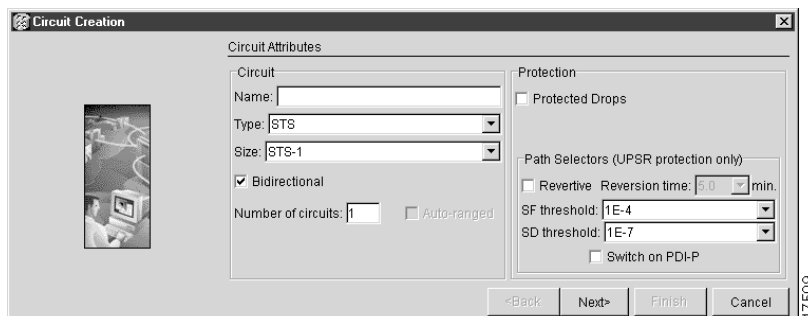 Circuit Creation
Circuit Attributes
Circuit
Name:
Type: STS
Size: STS-1
Bidirectional
Number of circuits: 1 Auto-ranged
Protection
Protected Drops
Path Selectors (UPSR protection only)
Revertive Reversion time: 5.0 min.
SF threshold: 1E-4
SD threshold: 1E-7
Switch on PDI-P
<Back Next> Finish Cancel